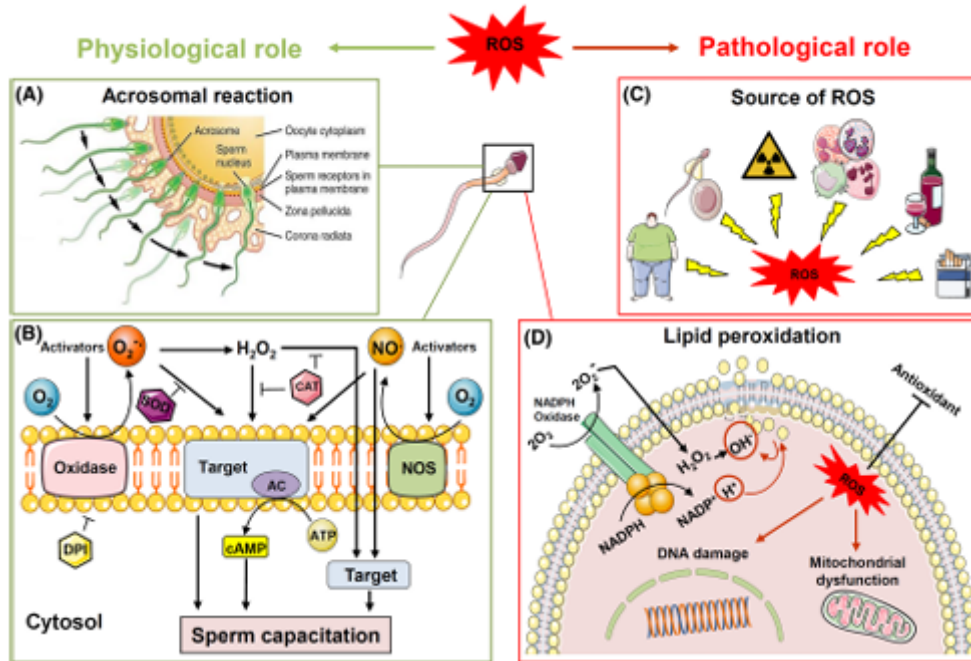 Physiological role
ROS
Pathological role
(A)
Acrosomal reaction
Acrosome
Sperm
nucleus
Oocyte cytoplasm
Plasma membrane
Sperm receptors in
plasma membrane
Zona pellucida
Corona radiata
(C)
Source of ROS
ROS
(B)
Activators
O₂⁻•
H₂O₂
NO•
Activators
O₂
SOD
CAT
O₂
Oxidase
Target
AC
NOS
DPI
cAMP
ATP
Target
Cytosol
Sperm capacitation
(D)
Lipid peroxidation
2O₂⁻
NADPH
Oxidase
2O₂
H₂O₂
OH•
Antioxidant
ROS
NADPH
NADP⁺
H⁺
DNA damage
Mitochondrial
dysfunction